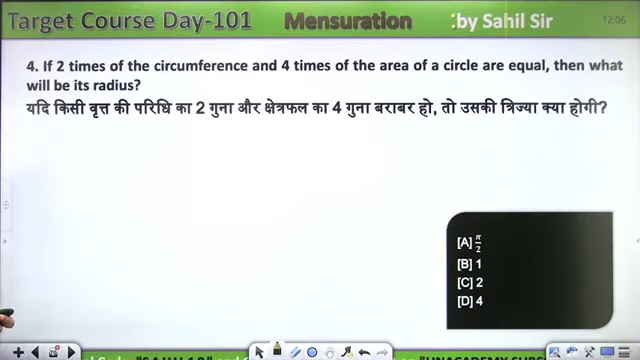 Target Course Day-101 Mensuration :by Sahil Sir 12:06
4. If 2 times of the circumference and 4 times of the area of a circle are equal, then what
will be its radius?
यदि किसी वृत्त की परिधि का 2 गुना और क्षेत्रफल का 4 गुना बराबर हो, तो उसकी त्रिज्या क्या होगी?
[A] π/2
[B] 1
[C] 2
[D] 4